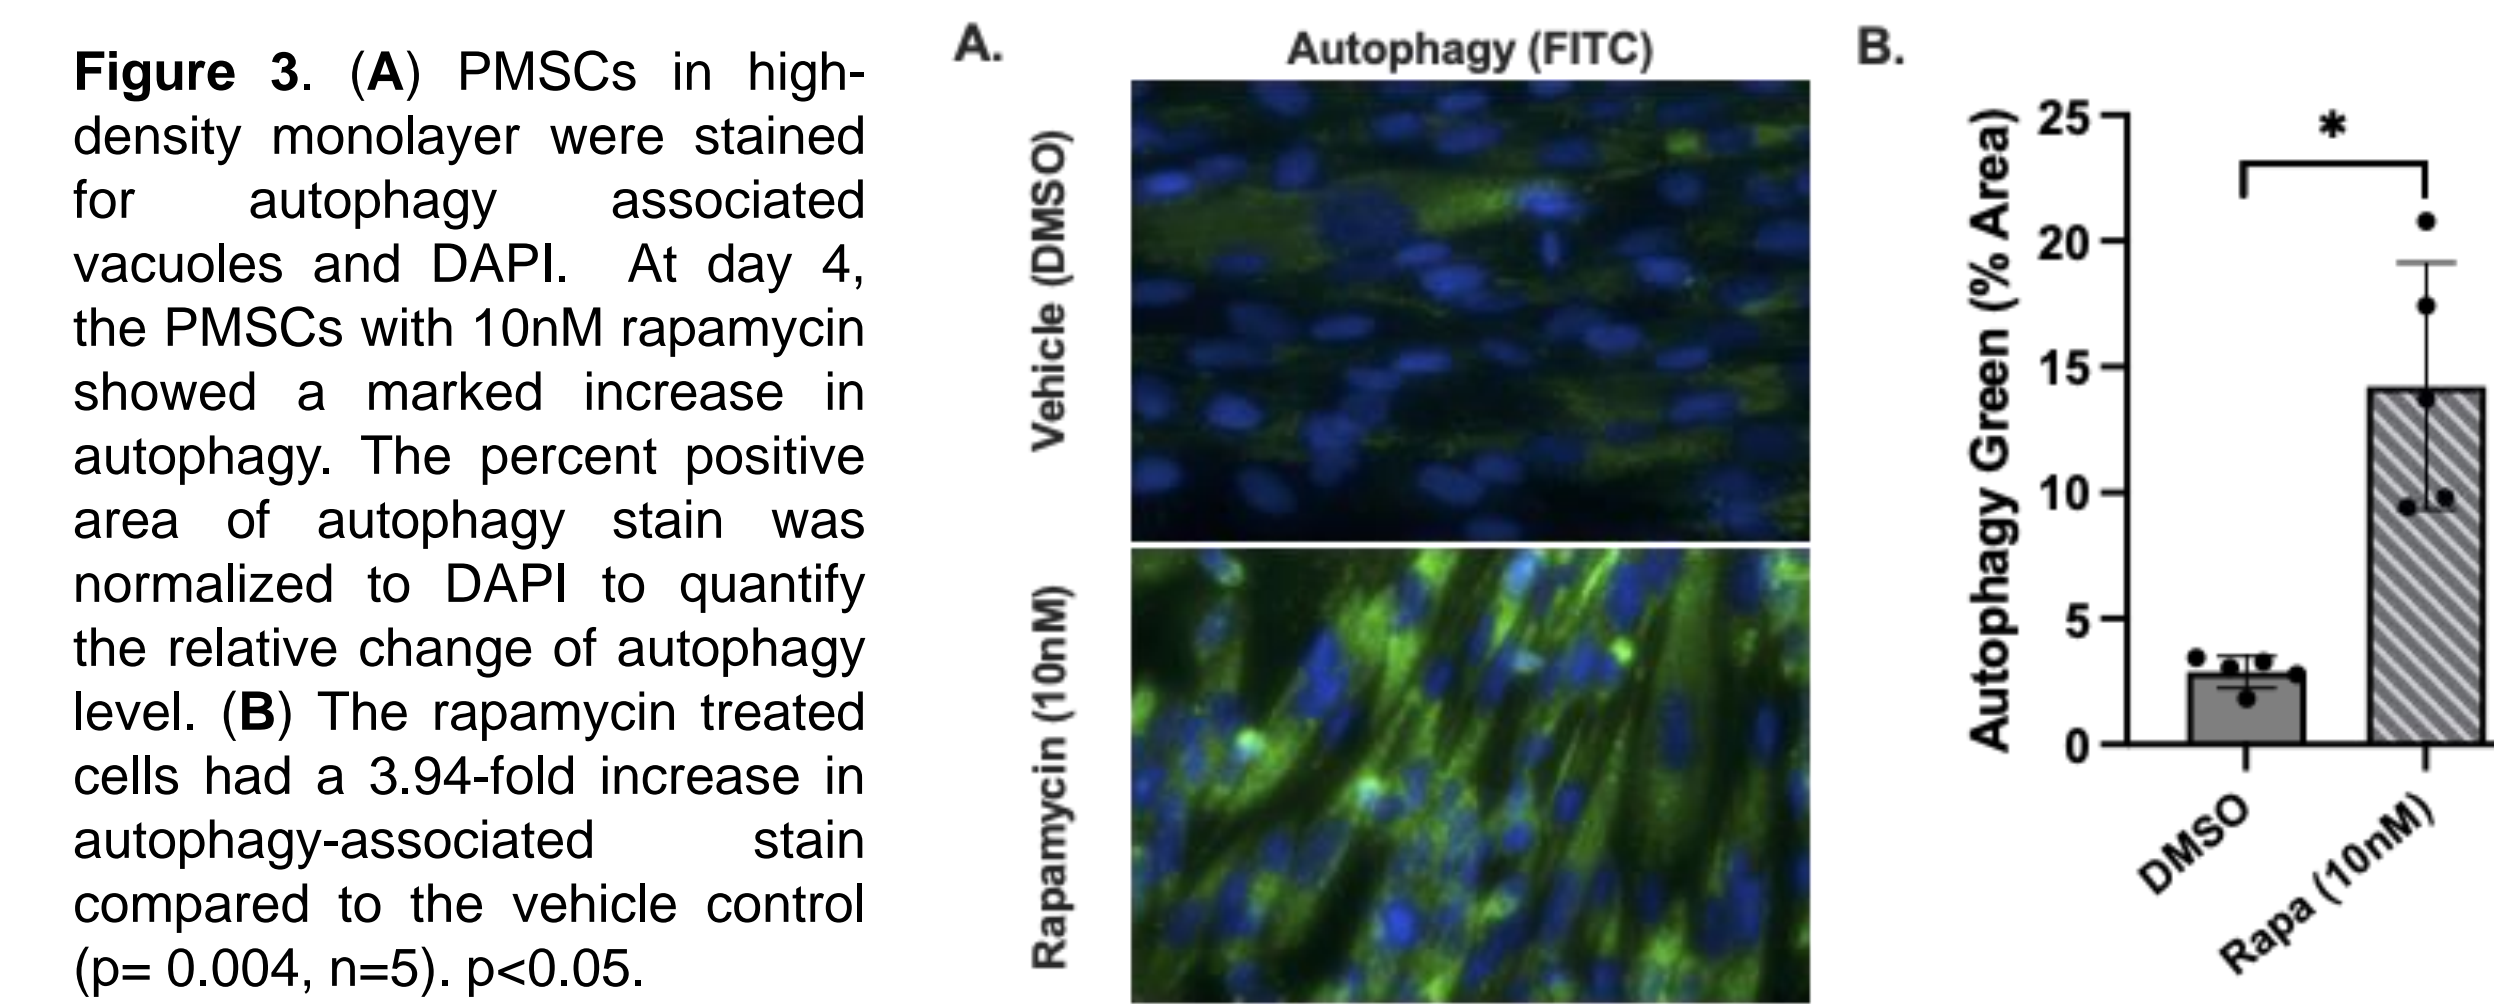 Figure 3. (A) PMSCs in high-
density monolayer were stained
for autophagy associated
vacuoles and DAPI. At day 4,
the PMSCs with 10nM rapamycin
showed a marked increase in
autophagy. The percent positive
area of autophagy stain was
normalized to DAPI to quantify
the relative change of autophagy
level. (B) The rapamycin treated
cells had a 3.94-fold increase in
autophagy-associated stain
compared to the vehicle control
(p= 0.004, n=5). p<0.05.
A.
Autophagy (FITC)
Vehicle (DMSO)
Rapamycin (10nM)
B.
Autophagy Green (% Area)
25
20
15
10
5
0
*
DMSO
Rapa (10nM)